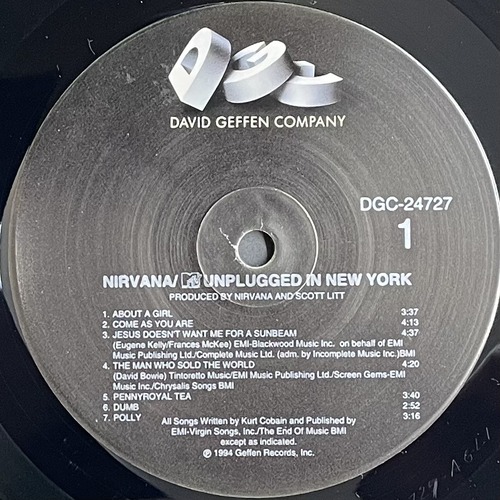 DGC
DAVID GEFFEN COMPANY
DGC-24727
1
NIRVANA/ MTV UNPLUGGED IN NEW YORK
PRODUCED BY NIRVANA AND SCOTT LITT
1. ABOUT A GIRL 3:37
2. COME AS YOU ARE 4:13
3. JESUS DOESN'T WANT ME FOR A SUNBEAM 4:37
(Eugene Kelly/Frances McKee) EMI-Blackwood Music Inc. on behalf of EMI
Music Publishing Ltd./Complete Music Ltd. (adm. by Incomplete Music Inc.)BMI
4. THE MAN WHO SOLD THE WORLD 4:20
(David Bowie) Tintoretto Music/EMI Music Publishing Ltd./Screen Gems-EMI
Music Inc./Chrysalis Songs BMI
5. PENNYROYAL TEA 3:40
6. DUMB 2:52
7. POLLY 3:16
All Songs Written by Kurt Cobain and Published by
EMI-Virgin Songs, Inc./The End Of Music BMI
except as indicated.
℗ 1994 Geffen Records, Inc.